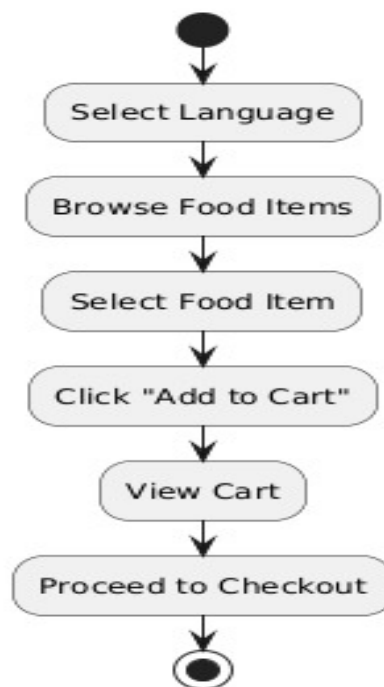 Select Language
Browse Food Items
Select Food Item
Click "Add to Cart"
View Cart
Proceed to Checkout